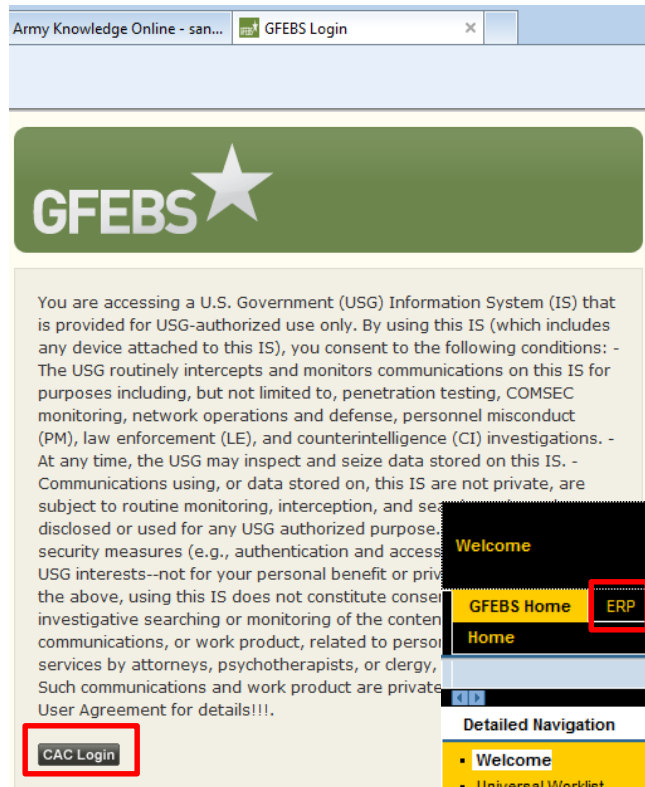 Army Knowledge Online - san...
GFEBS Login
GFEBS
You are accessing a U.S. Government (USG) Information System (IS) that
is provided for USG-authorized use only. By using this IS (which includes
any device attached to this IS), you consent to the following conditions: -
The USG routinely intercepts and monitors communications on this IS for
purposes including, but not limited to, penetration testing, COMSEC
monitoring, network operations and defense, personnel misconduct
(PM), law enforcement (LE), and counterintelligence (CI) investigations. -
At any time, the USG may inspect and seize data stored on this IS. -
Communications using, or data stored on, this IS are not private, are
subject to routine monitoring, interception, and
disclosed or used for any USG authorized purpose.
security measures (e.g., authentication and access
USG interests--not for your personal benefit or priv
the above, using this IS does not constitute conse
investigative searching or monitoring of the conten
communications, or work product, related to perso
services by attorneys, psychotherapists, or clergy,
Such communications and work product are private
User Agreement for details!!!.
CAC Login
Welcome
GFEBS Home
ERP
Home
Detailed Navigation
Welcome
Universal Worklist